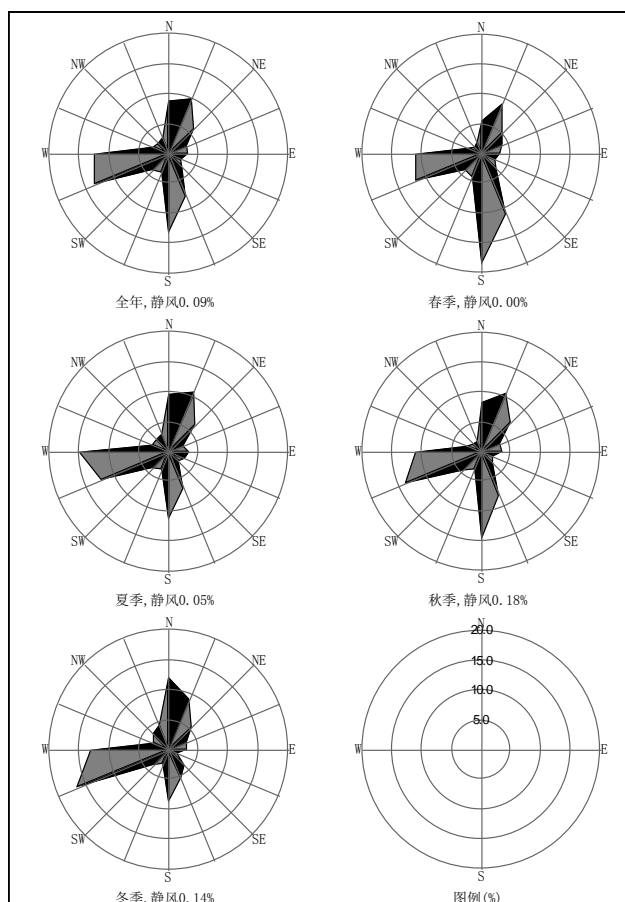 N N
NW NE NW NE
W E W E
SW SE SW SE
S S
全年,静风0.09% 春季,静风0.00%
N N
NW NE NW NE
W E W E
SW SE SW SE
S S
夏季,静风0.05% 秋季,静风0.18%
N N
20.0
NW NE 15.0
10.0
5.0
W E W E
SW SE
S S
冬季,静风0.14% 图例(%)